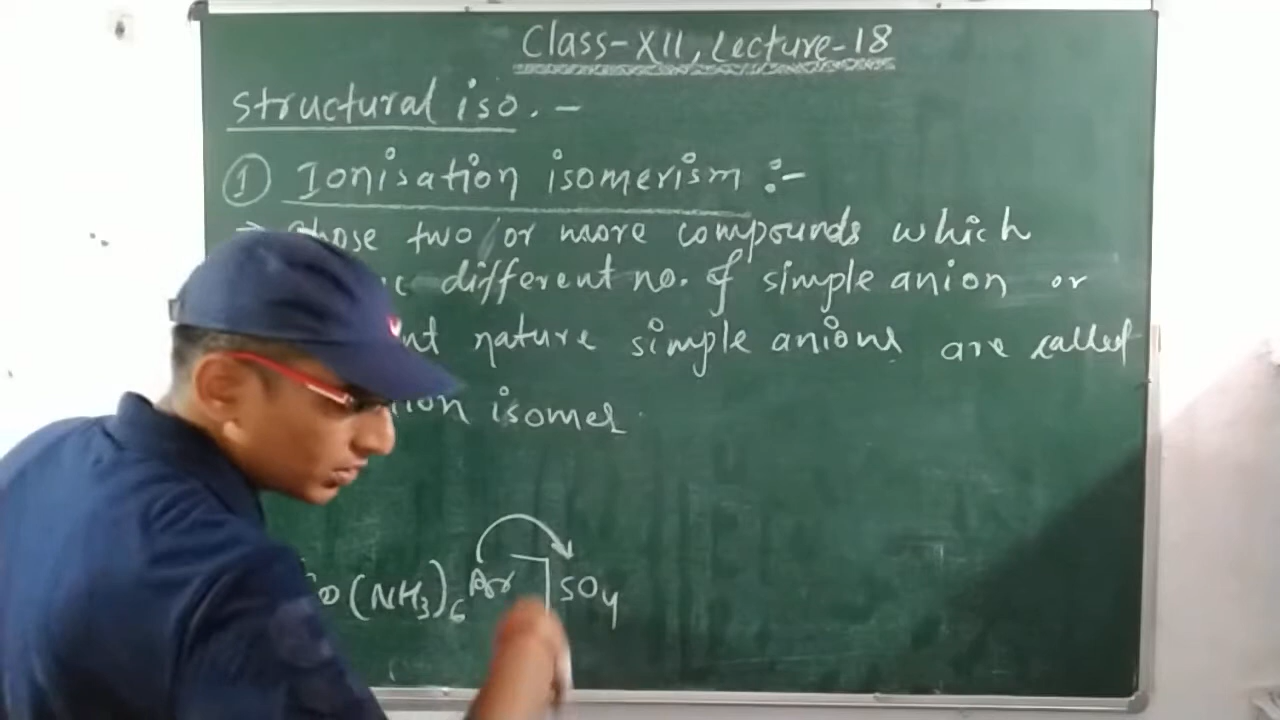 Class-XII, Lecture-18
structural iso. -
① Ionisation isomerism :-
two or more compounds which
different no. of simple anion or
nature simple anions are called
isomer
(NH₃)₆ Br ] SO₄